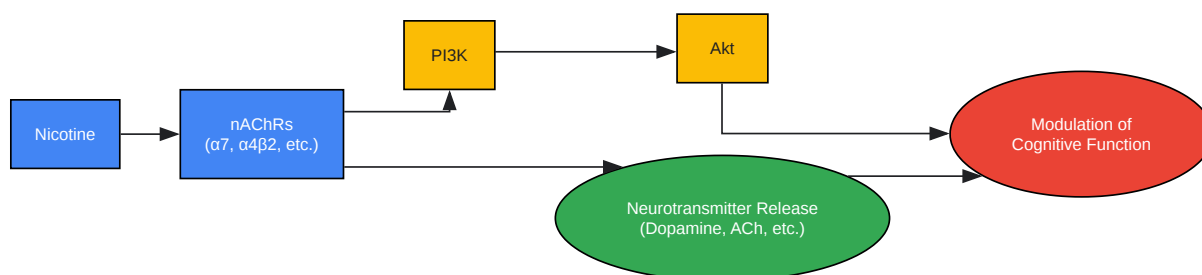 Nicotine
nAChRs
(α7, α4β2, etc.)
PI3K
Akt
Neurotransmitter Release
(Dopamine, ACh, etc.)
Modulation of
Cognitive Function